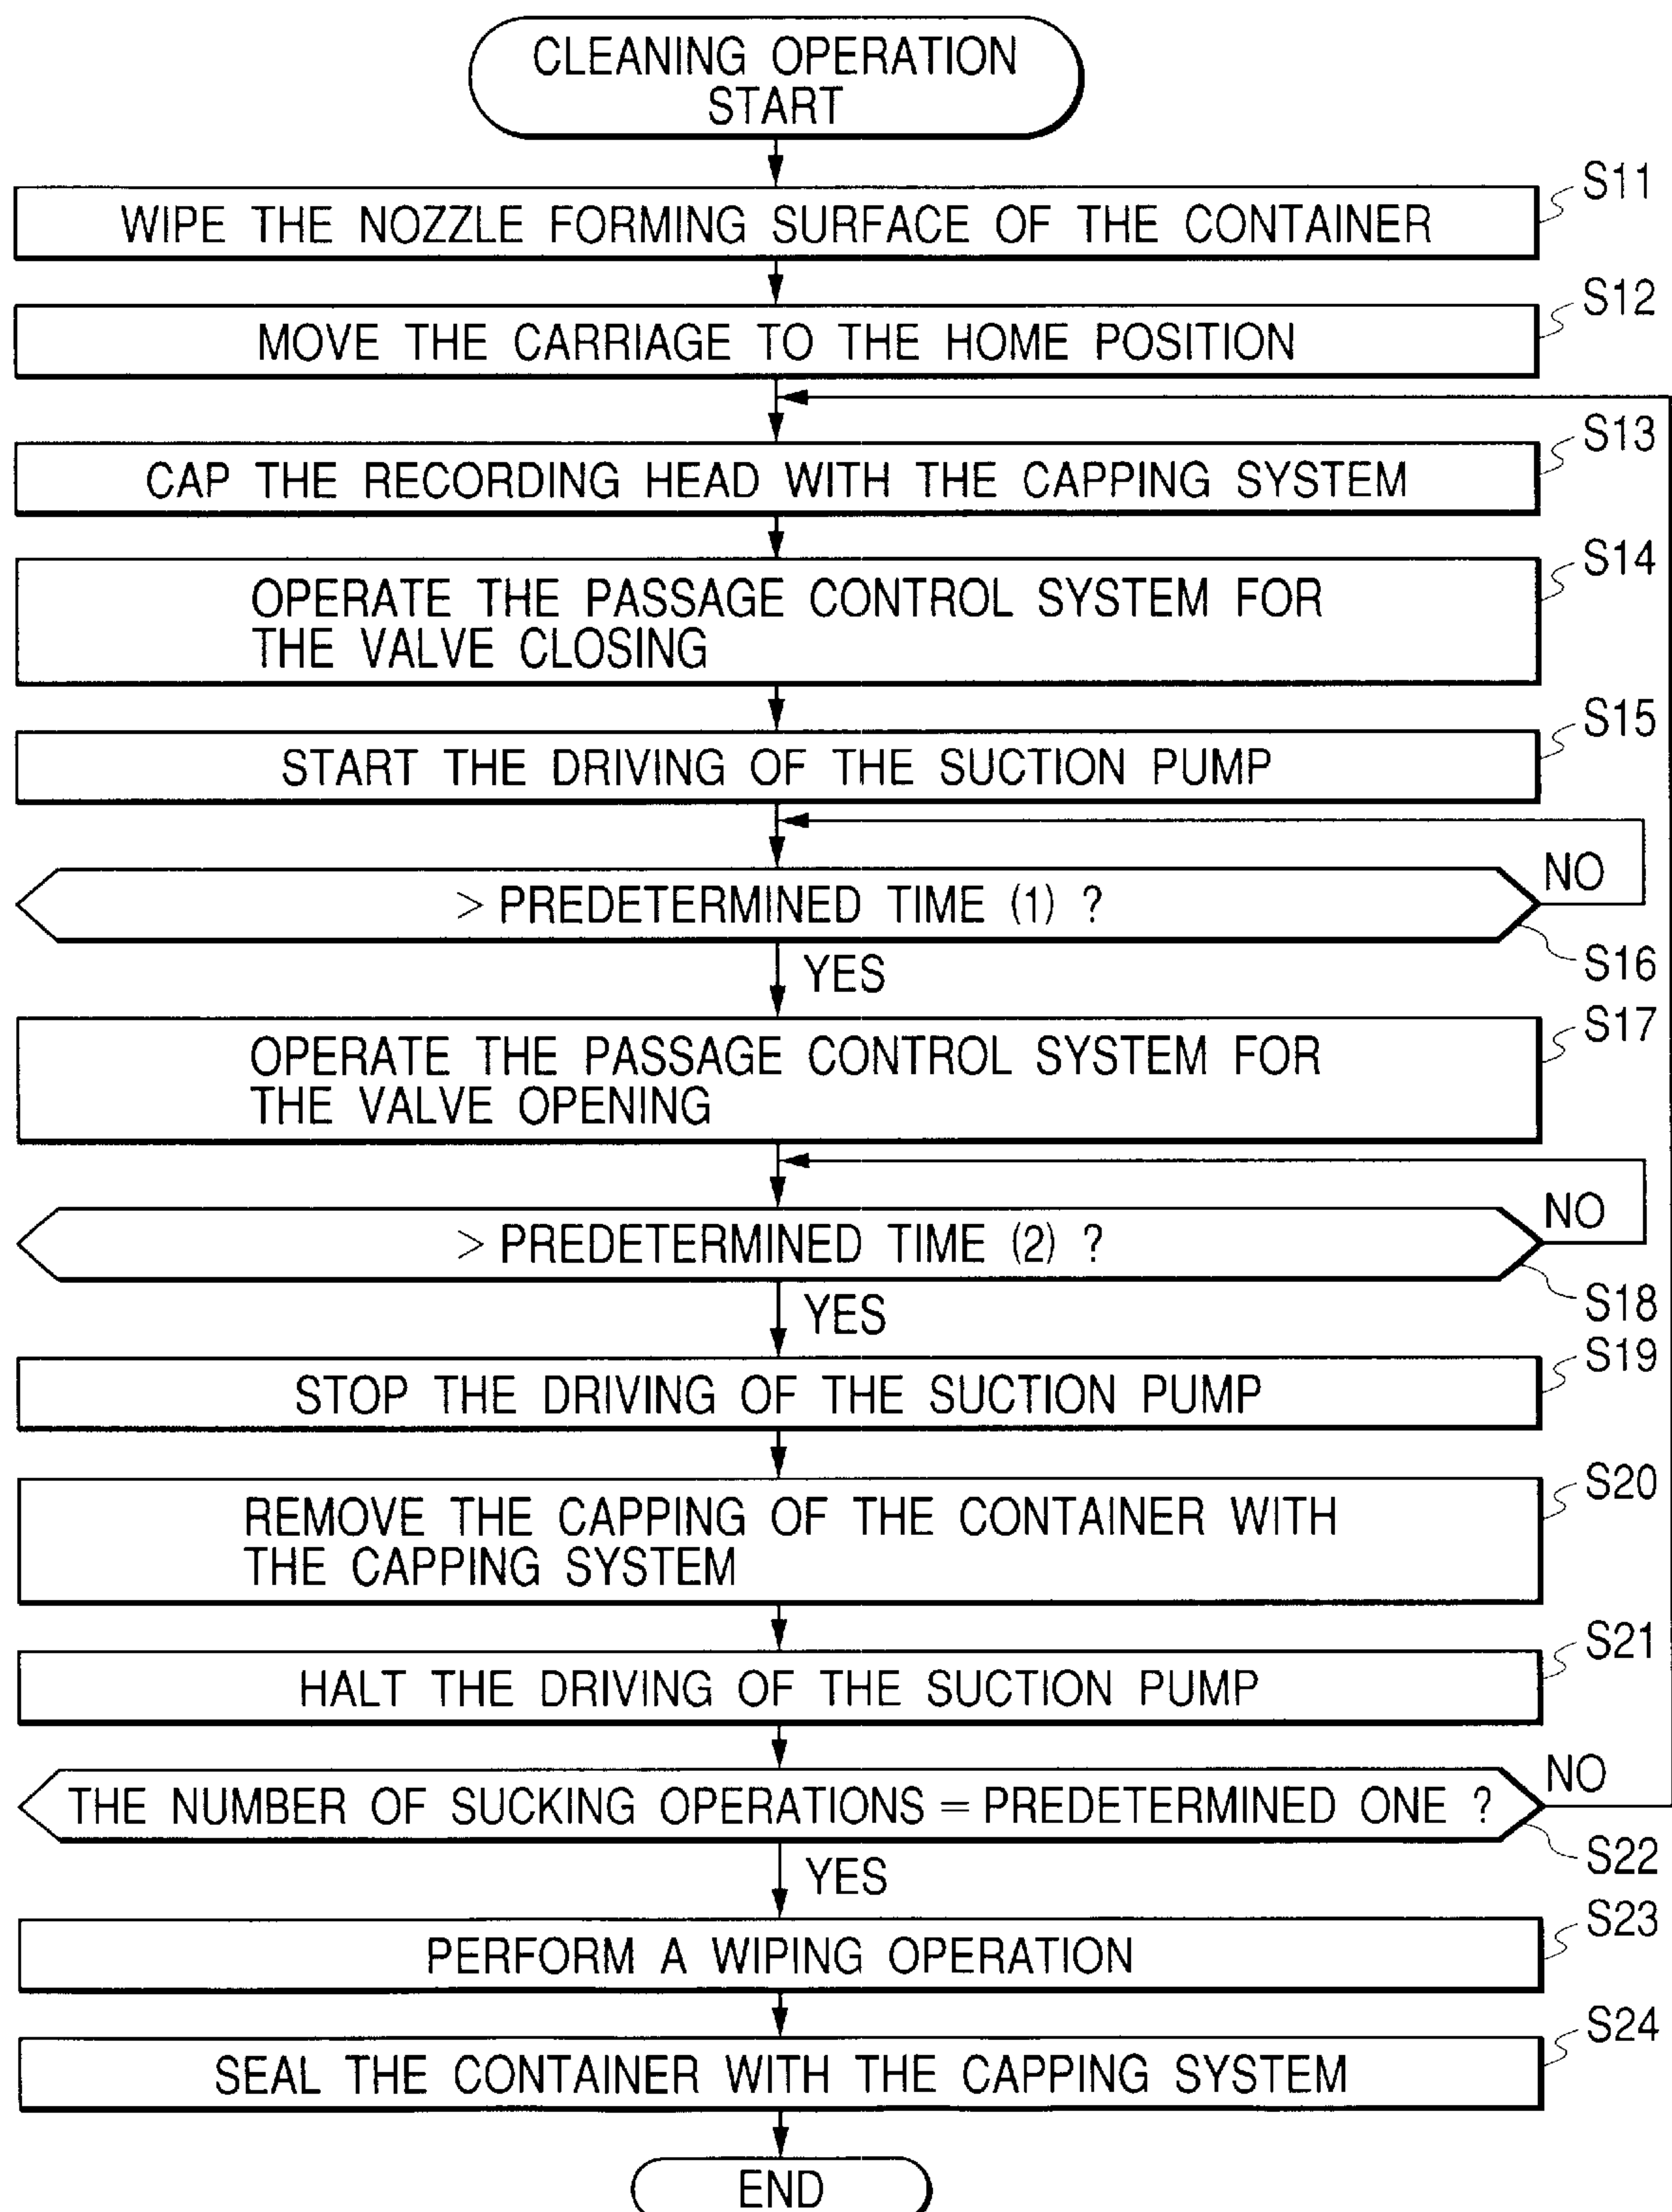 CLEANING OPERATION
START
S11
WIPE THE NOZZLE FORMING SURFACE OF THE CONTAINER
S12
MOVE THE CARRIAGE TO THE HOME POSITION
S13
CAP THE RECORDING HEAD WITH THE CAPPING SYSTEM
S14
OPERATE THE PASSAGE CONTROL SYSTEM FOR
THE VALVE CLOSING
S15
START THE DRIVING OF THE SUCTION PUMP
NO
> PREDETERMINED TIME (1) ?
S16
YES
S17
OPERATE THE PASSAGE CONTROL SYSTEM FOR
THE VALVE OPENING
NO
> PREDETERMINED TIME (2) ?
S18
YES
S19
STOP THE DRIVING OF THE SUCTION PUMP
S20
REMOVE THE CAPPING OF THE CONTAINER WITH
THE CAPPING SYSTEM
S21
HALT THE DRIVING OF THE SUCTION PUMP
NO
THE NUMBER OF SUCKING OPERATIONS = PREDETERMINED ONE ?
S22
YES
S23
PERFORM A WIPING OPERATION
S24
SEAL THE CONTAINER WITH THE CAPPING SYSTEM
END